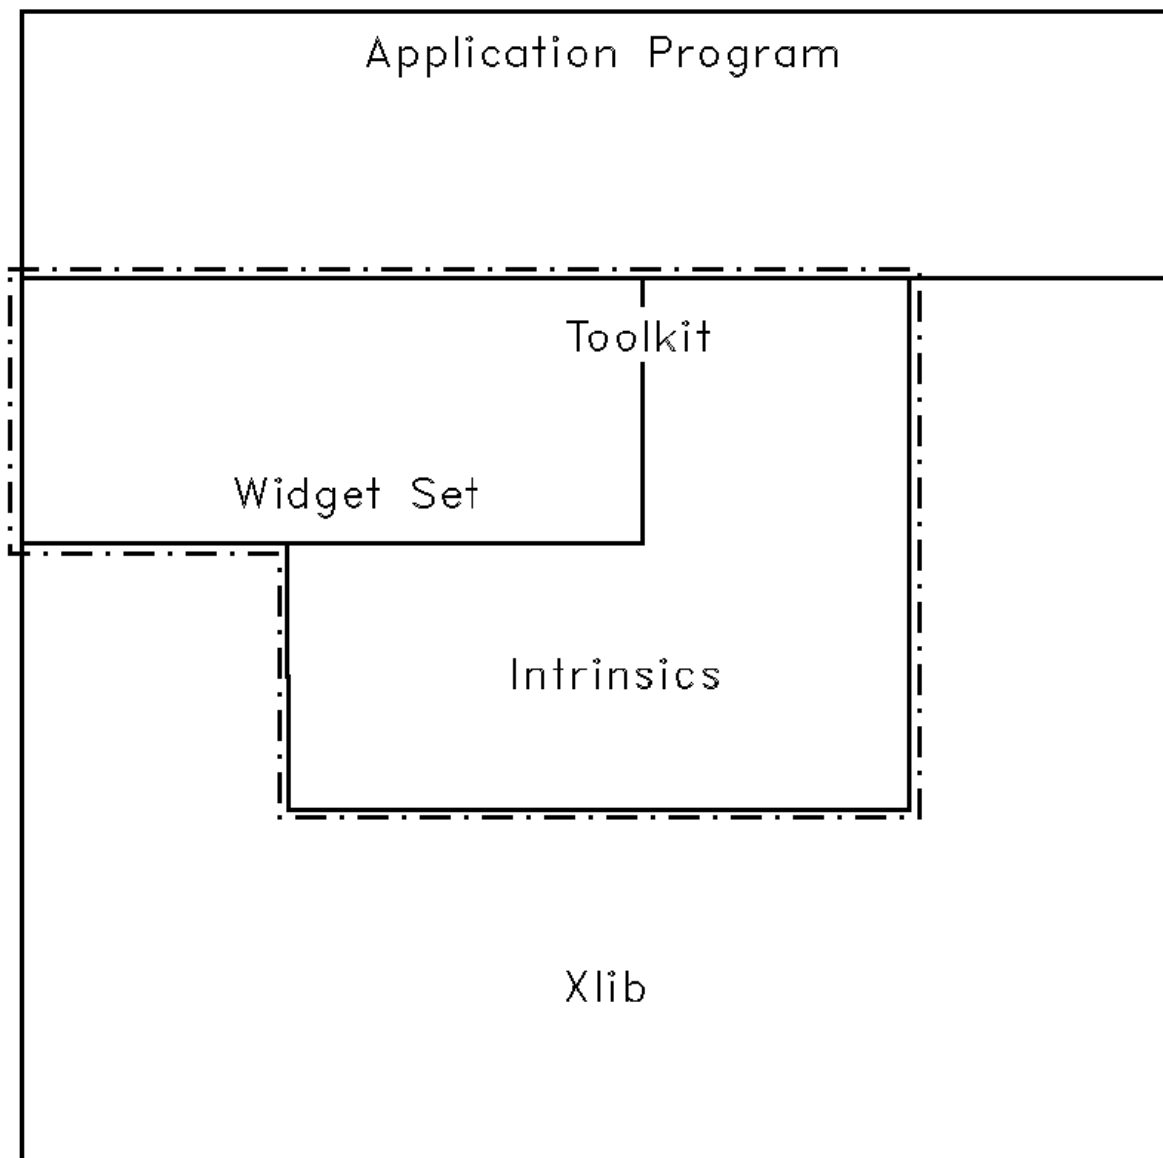 Application Program
Toolkit
Widget Set
Intrinsics
Xlib